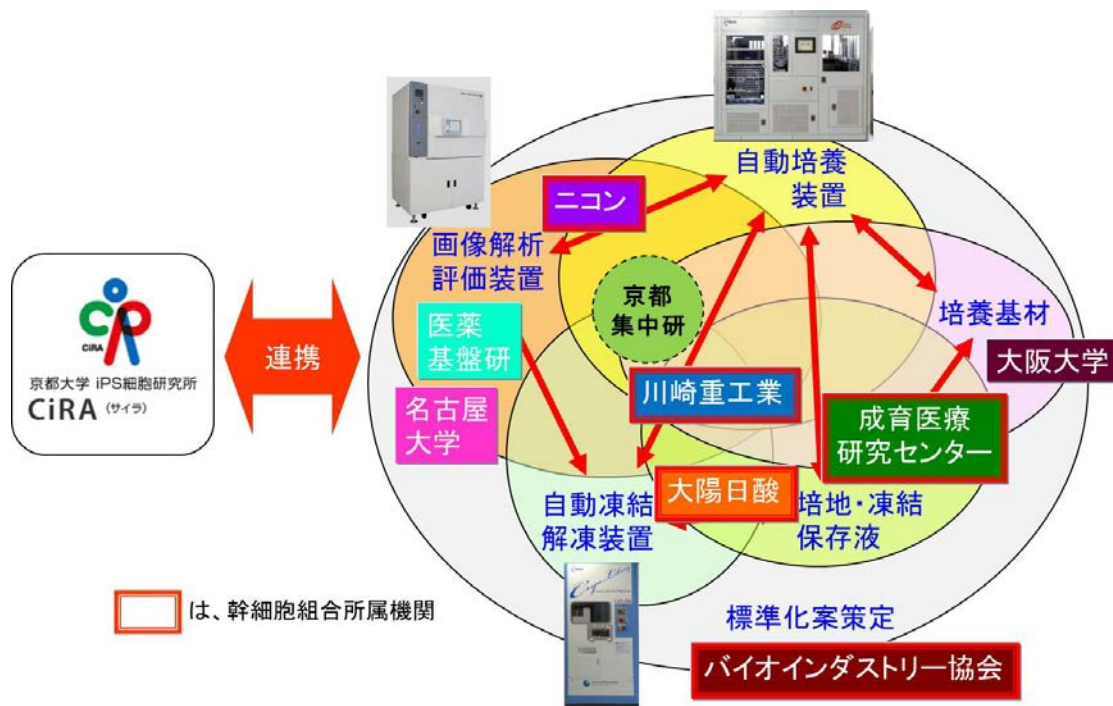 自動培養
装置
ニコン
画像解析
評価装置
京都
集中研
医薬
基盤研
培養基材
大阪大学
連携
CiRA
京都大学 iPS細胞研究所
CiRA (サイラ)
名古屋
大学
川崎重工業
成育医療
研究センター
大陽日酸
自動凍結
解凍装置
培地・凍結
保存液
は、幹細胞組合所属機関
標準化案策定
バイオインダストリー協会